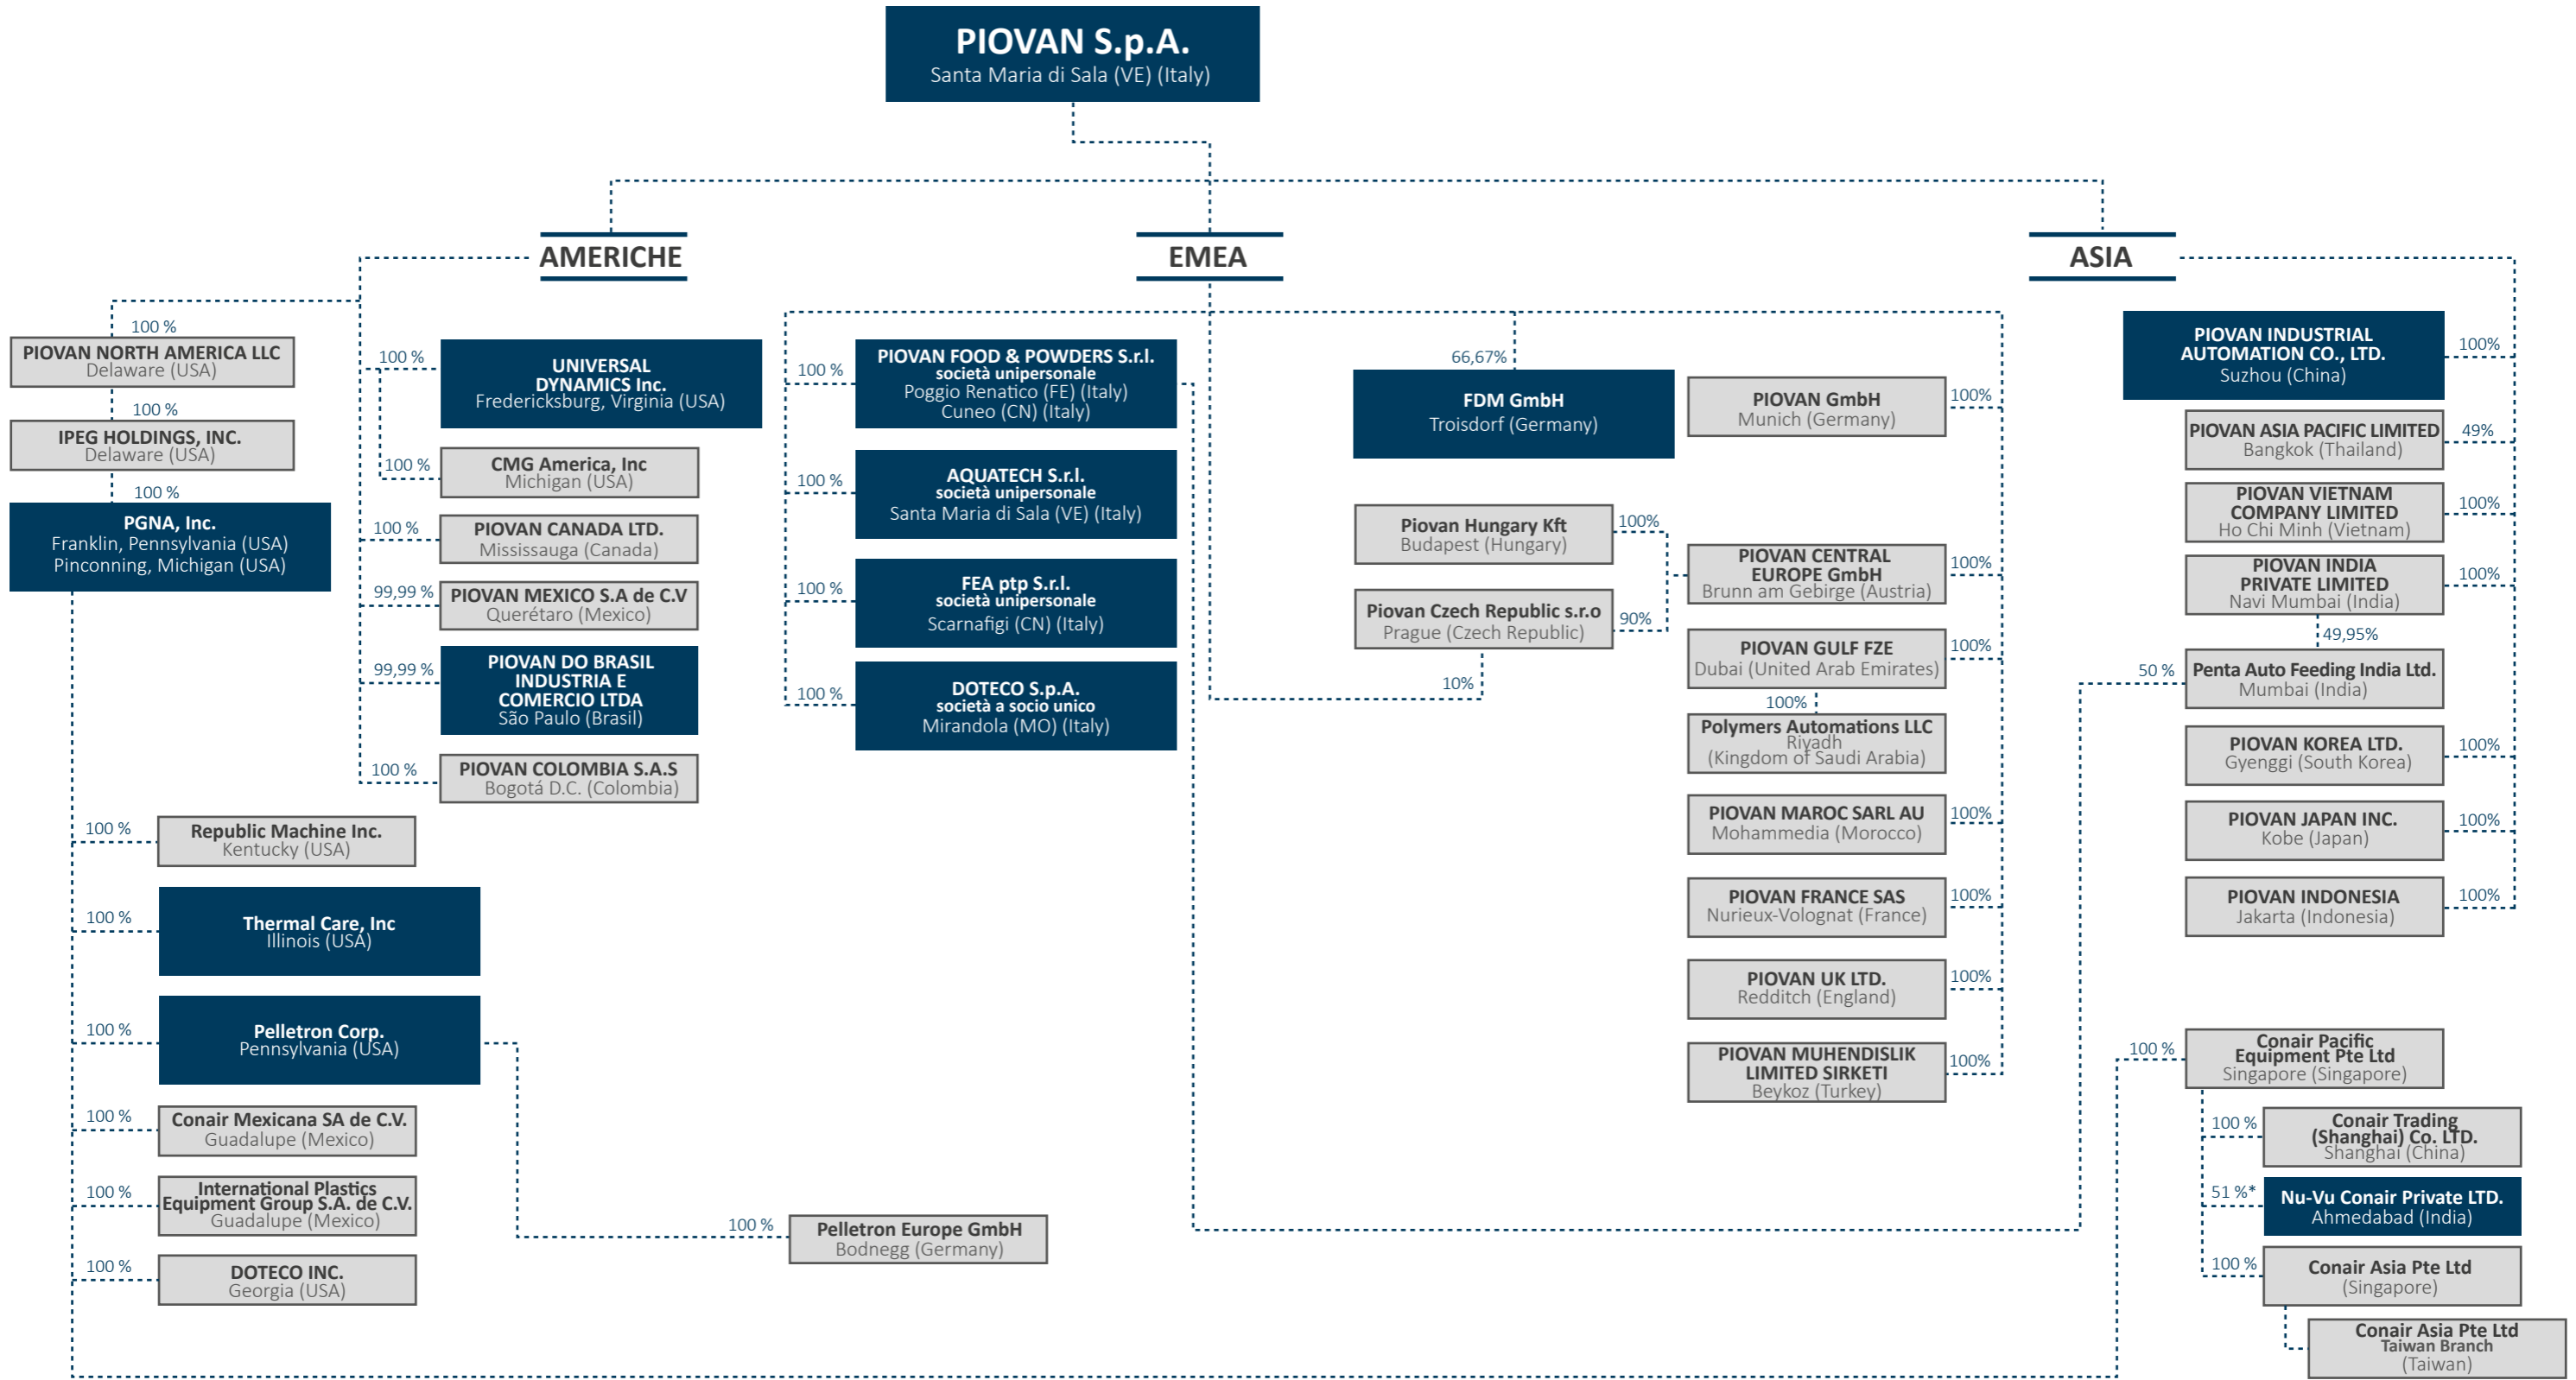 PIOVAN S.p.A.
Santa Maria di Sala (VE) (Italy)
AMERICHE
EMEA
ASIA
100 %
PIOVAN NORTH AMERICA LLC
Delaware (USA)
100 %
IPEG HOLDINGS, INC.
Delaware (USA)
100 %
PGNA, Inc.
Franklin, Pennsylvania (USA)
Pinconning, Michigan (USA)
100 %
UNIVERSAL
DYNAMICS Inc.
Fredericksburg, Virginia (USA)
100 %
CMG America, Inc
Michigan (USA)
100 %
PIOVAN CANADA LTD.
Mississauga (Canada)
99,99 %
PIOVAN MEXICO S.A de C.V
Querétaro (Mexico)
99,99 %
PIOVAN DO BRASIL
INDUSTRIA E
COMERCIO LTDA
São Paulo (Brasil)
100 %
PIOVAN COLOMBIA S.A.S
Bogotá D.C. (Colombia)
100 %
Republic Machine Inc.
Kentucky (USA)
100 %
Thermal Care, Inc
Illinois (USA)
100 %
Pelletron Corp.
Pennsylvania (USA)
100 %
Conair Mexicana SA de C.V.
Guadalupe (Mexico)
100 %
International Plastics
Equipment Group S.A. de C.V.
Guadalupe (Mexico)
100 %
DOTECO INC.
Georgia (USA)
100 %
Pelletron Europe GmbH
Bodnegg (Germany)
100 %
PIOVAN FOOD & POWDERS S.r.l.
società unipersonale
Poggio Renatico (FE) (Italy)
Cuneo (CN) (Italy)
100 %
AQUATECH S.r.l.
società unipersonale
Santa Maria di Sala (VE) (Italy)
100 %
FEA ptp S.r.l.
società unipersonale
Scarnafigi (CN) (Italy)
100 %
DOTECO S.p.A.
società a socio unico
Mirandola (MO) (Italy)
66,67%
FDM GmbH
Troisdorf (Germany)
Piovan Hungary Kft
Budapest (Hungary)
100%
Piovan Czech Republic s.r.o
Prague (Czech Republic)
90%
10%
PIOVAN GmbH
Munich (Germany)
100%
PIOVAN CENTRAL
EUROPE GmbH
Brunn am Gebirge (Austria)
100%
PIOVAN GULF FZE
Dubai (United Arab Emirates)
100%
100%
Polymers Automations LLC
Riyadh
(Kingdom of Saudi Arabia)
PIOVAN MAROC SARL AU
Mohammedia (Morocco)
100%
PIOVAN FRANCE SAS
Nurieux-Volognat (France)
100%
PIOVAN UK LTD.
Redditch (England)
100%
PIOVAN MUHENDISLIK
LIMITED SIRKETI
Beykoz (Turkey)
100%
PIOVAN INDUSTRIAL
AUTOMATION CO., LTD.
Suzhou (China)
100%
PIOVAN ASIA PACIFIC LIMITED
Bangkok (Thailand)
49%
PIOVAN VIETNAM
COMPANY LIMITED
Ho Chi Minh (Vietnam)
100%
PIOVAN INDIA
PRIVATE LIMITED
Navi Mumbai (India)
100%
49,95%
50 %
Penta Auto Feeding India Ltd.
Mumbai (India)
PIOVAN KOREA LTD.
Gyenggi (South Korea)
100%
PIOVAN JAPAN INC.
Kobe (Japan)
100%
PIOVAN INDONESIA
Jakarta (Indonesia)
100%
100 %
Conair Pacific
Equipment Pte Ltd
Singapore (Singapore)
100 %
Conair Trading
(Shanghai) Co. LTD.
Shanghai (China)
51 %*
Nu-Vu Conair Private LTD.
Ahmedabad (India)
100 %
Conair Asia Pte Ltd
(Singapore)
Conair Asia Pte Ltd
Taiwan Branch
(Taiwan)